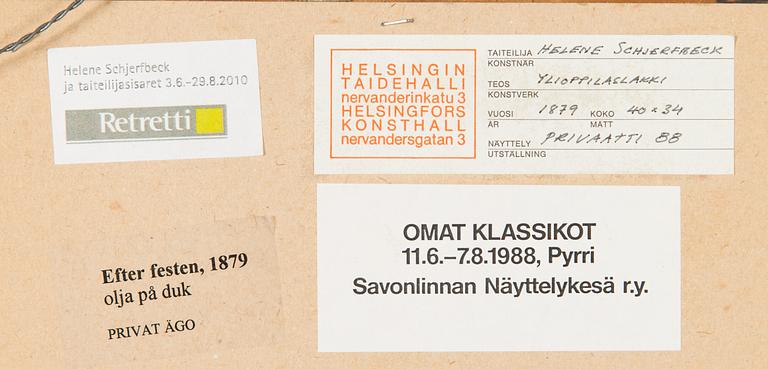 Helene Schjerfbeck
ja taiteilijasisaret 3.6.–29.8.2010
Retretti
HELSINGIN
TAIDEHALLI
nervanderinkatu 3
HELSINGFORS
KONSTHALL
nervandersgatan 3
TAITEILIJA HELENE SCHJERFBECK
KONSTNÄR
TEOS YLIOPPILASLAKKI
KONSTVERK
VUOSI 1879 KOKO 40 x 34
ÅR MÅTT
NÄYTTELY PRIVAATTI 88
UTSTÄLLNING
Efter festen, 1879
olja på duk
PRIVAT ÄGO
OMAT KLASSIKOT
11.6.–7.8.1988, Pyrri
Savonlinnan Näyttelykesä r.y.